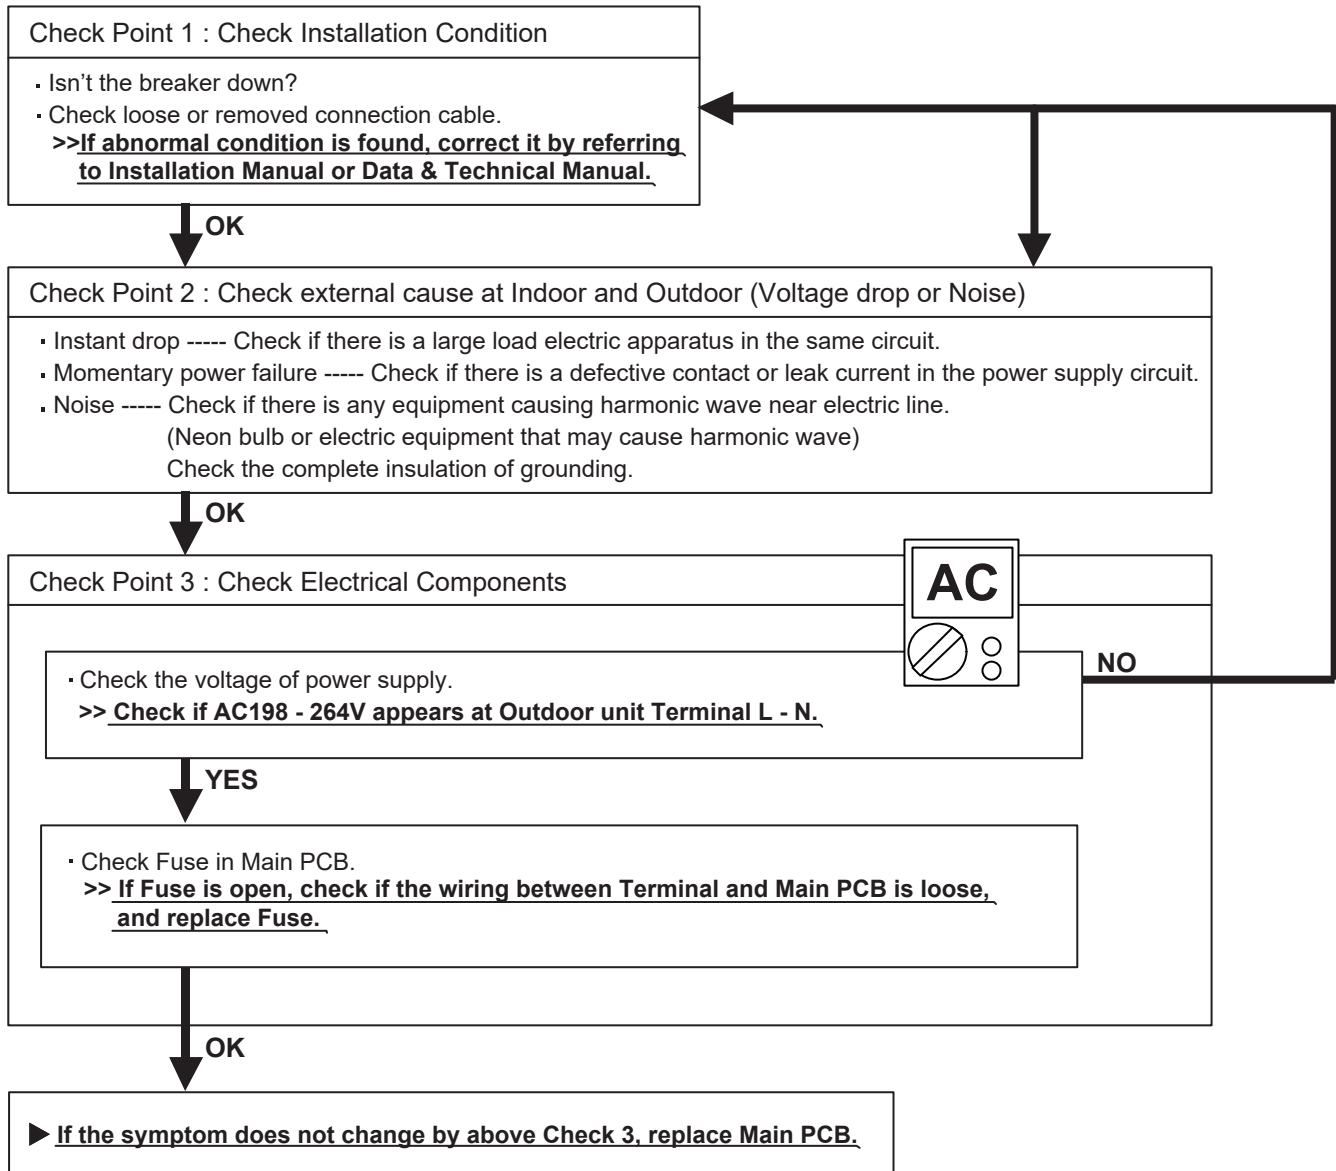 Check Point 1 : Check Installation Condition
· Isn't the breaker down?
· Check loose or removed connection cable.
>>If abnormal condition is found, correct it by referring
to Installation Manual or Data & Technical Manual.
OK
Check Point 2 : Check external cause at Indoor and Outdoor (Voltage drop or Noise)
· Instant drop ----- Check if there is a large load electric apparatus in the same circuit.
· Momentary power failure ----- Check if there is a defective contact or leak current in the power supply circuit.
· Noise ----- Check if there is any equipment causing harmonic wave near electric line.
(Neon bulb or electric equipment that may cause harmonic wave)
Check the complete insulation of grounding.
OK
Check Point 3 : Check Electrical Components
AC
· Check the voltage of power supply.
>> Check if AC198 - 264V appears at Outdoor unit Terminal L - N.
NO
YES
· Check Fuse in Main PCB.
>> If Fuse is open, check if the wiring between Terminal and Main PCB is loose,
and replace Fuse.
OK
▶ If the symptom does not change by above Check 3, replace Main PCB.